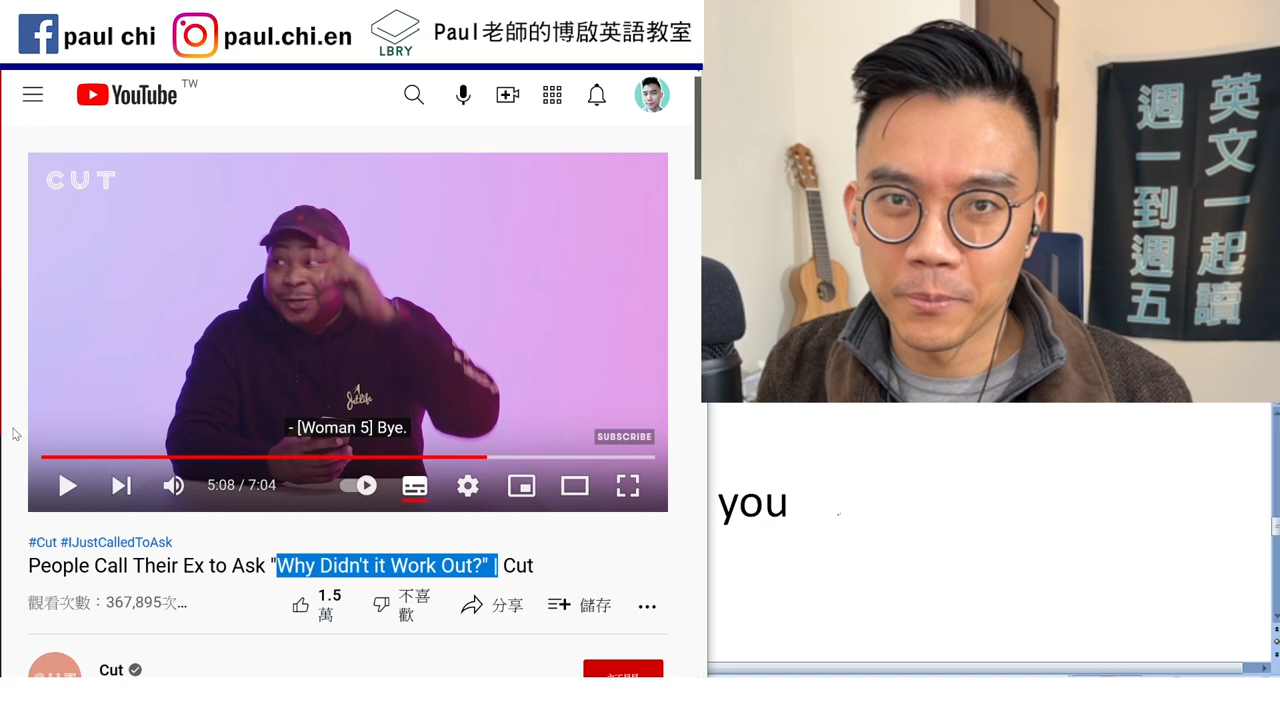 paul chi
paul.chi.en
LBRY
Paul老師的博啟英語教室
YouTube TW
CUT
- [Woman 5] Bye.
SUBSCRIBE
5:08 / 7:04
#Cut #IJustCalledToAsk
People Call Their Ex to Ask "Why Didn't it Work Out?" | Cut
觀看次數：367,895次...
1.5萬
不喜歡
分享
儲存
Cut
英文一起讀
週一到週五
you